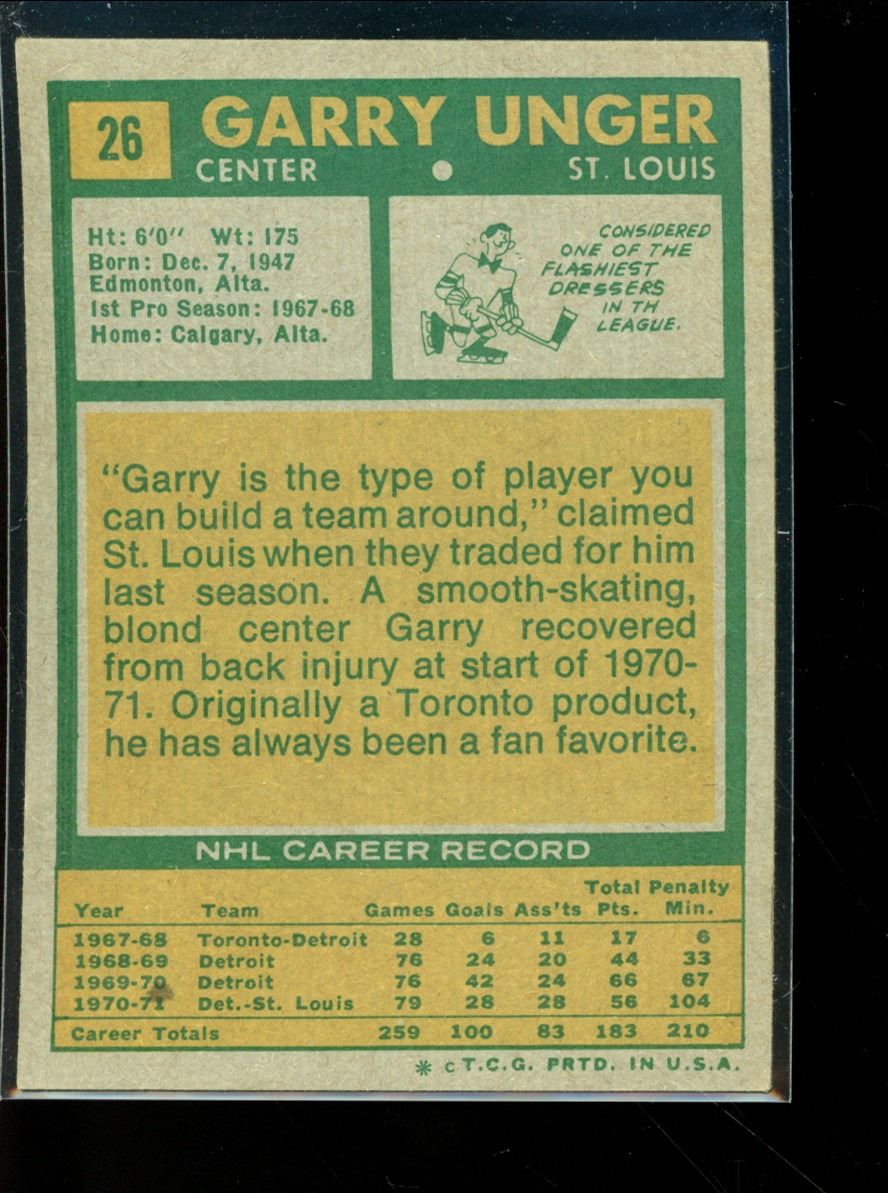 26
GARRY UNGER
CENTER ST. LOUIS
Ht: 6'0" Wt: 175
Born: Dec. 7, 1947
Edmonton, Alta.
1st Pro Season: 1967-68
Home: Calgary, Alta.
CONSIDERED
ONE OF THE
FLASHIEST
DRESSERS
IN TH
LEAGUE.
"Garry is the type of player you
can build a team around," claimed
St. Louis when they traded for him
last season. A smooth-skating,
blond center Garry recovered
from back injury at start of 1970-
71. Originally a Toronto product,
he has always been a fan favorite.
NHL CAREER RECORD
Total Penalty
Year Team Games Goals Ass'ts Pts. Min.
1967-68 Toronto-Detroit 28 6 11 17 6
1968-69 Detroit 76 24 20 44 33
1969-70 Detroit 76 42 24 66 67
1970-71 Det.-St. Louis 79 28 28 56 104
Career Totals 259 100 83 183 210
* c T.C.G. PRTD. IN U.S.A.